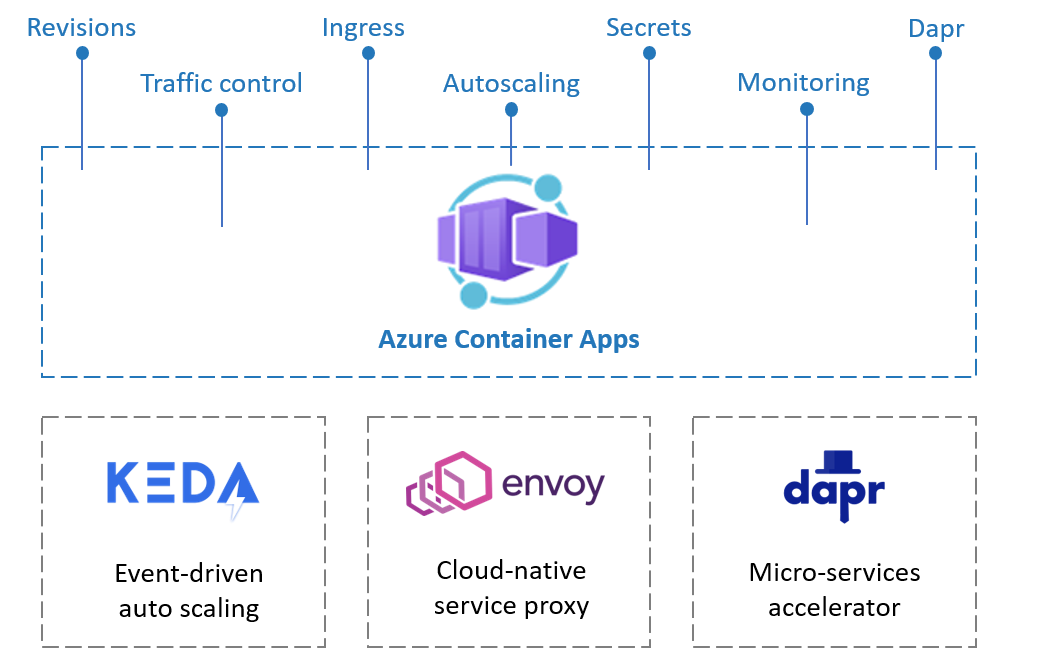 Revisions
Ingress
Secrets
Dapr
Traffic control
Autoscaling
Monitoring
Azure Container Apps
KEDA
envoy
dapr
Event-driven
auto scaling
Cloud-native
service proxy
Micro-services
accelerator